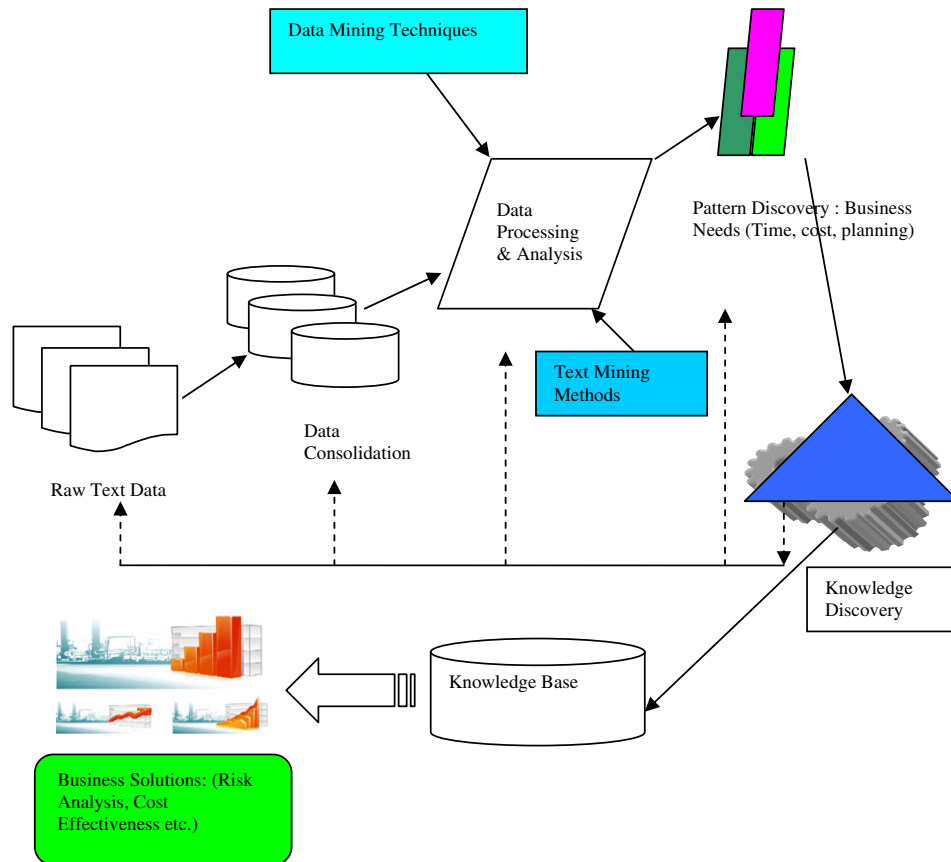 Data Mining Techniques
Data
Processing
& Analysis
Pattern Discovery : Business
Needs (Time, cost, planning)
Text Mining
Methods
Data
Consolidation
Raw Text Data
Knowledge
Discovery
Knowledge Base
Business Solutions: (Risk
Analysis, Cost
Effectiveness etc.)